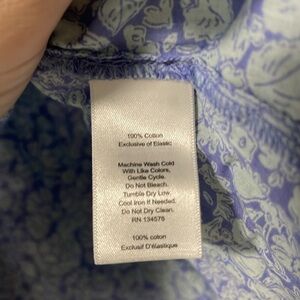 100% Cotton
Exclusive of Elastic
Machine Wash Cold
With Like Colors,
Gentle Cycle.
Do Not Bleach.
Tumble Dry Low.
Cool Iron If Needed.
Do Not Dry Clean.
RN 134576
100% cotton
Exclusif D'élastique